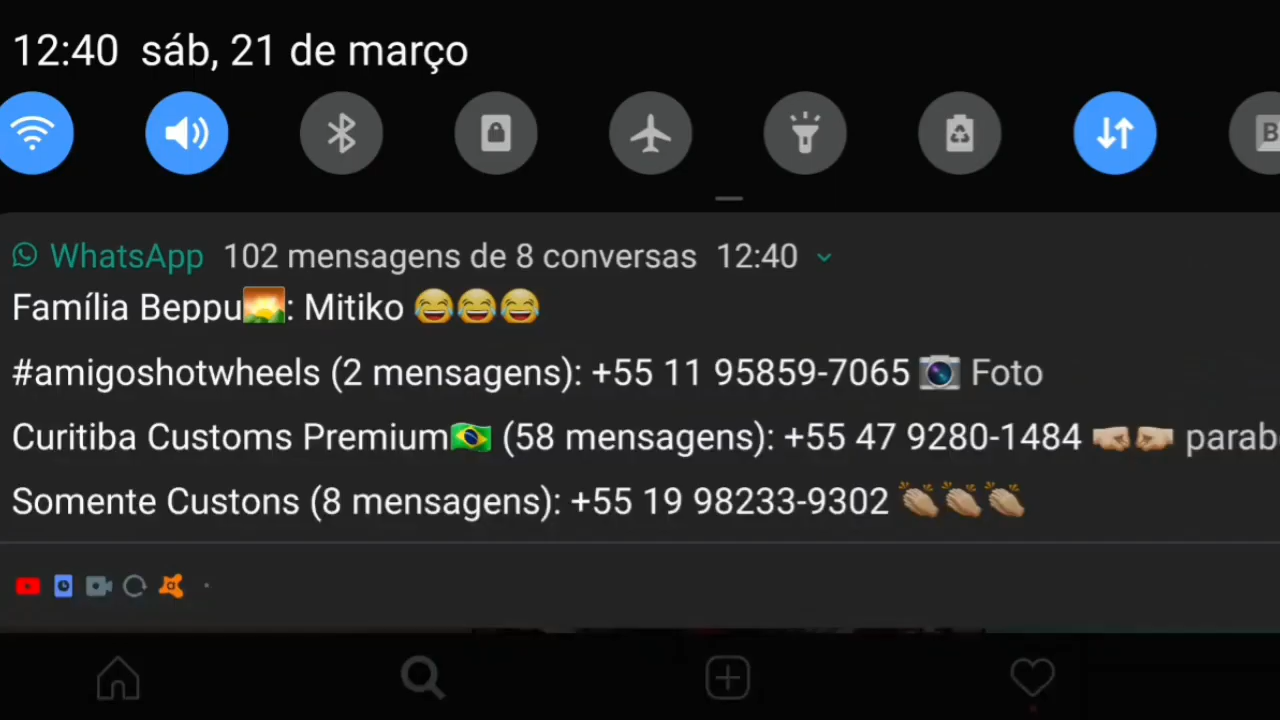 12:40 sáb, 21 de março
WhatsApp 102 mensagens de 8 conversas 12:40
Família Beppu🌄: Mitiko 😂😂😂
#amigoshotwheels (2 mensagens): +55 11 95859-7065 📷 Foto
Curitiba Customs Premium🇧🇷 (58 mensagens): +55 47 9280-1484 🤜🏼🤛🏼 parab
Somente Custons (8 mensagens): +55 19 98233-9302 👏🏼👏🏼👏🏼